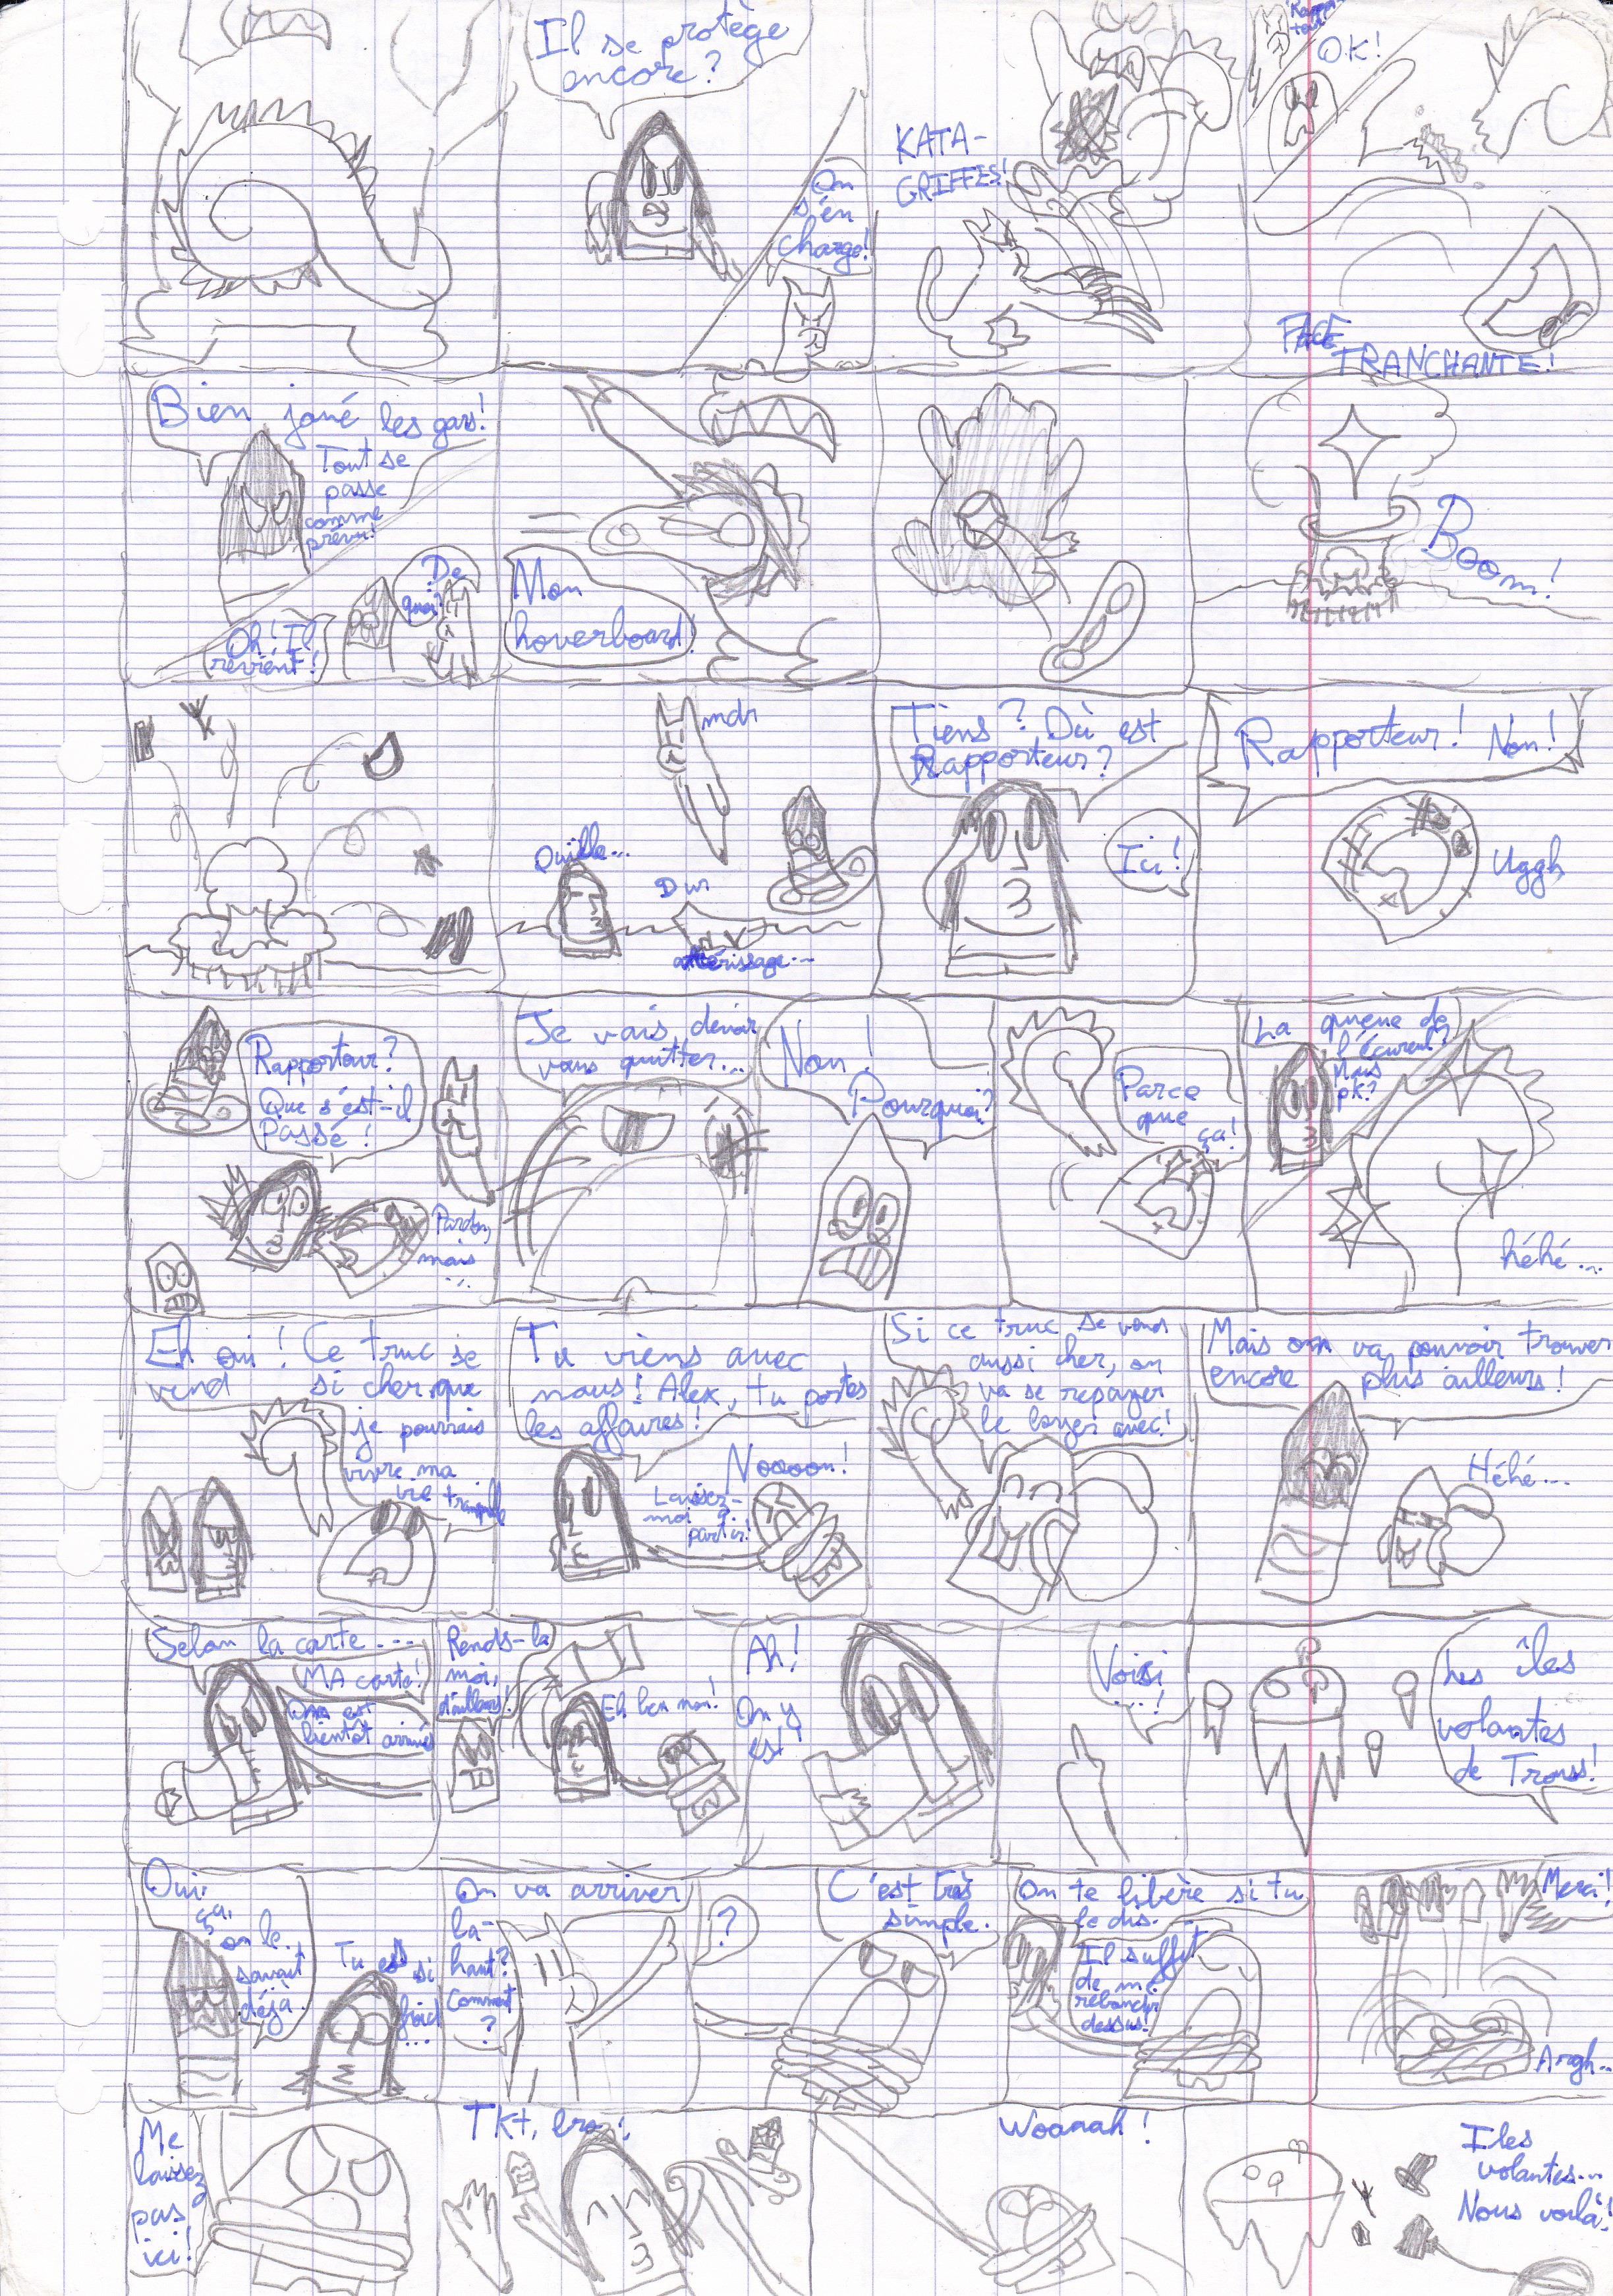 Il se protège
encore?
On
s'en
charge!
KATA-
GRIFFES!
Rappor-
teur
OK!
FACE
TRANCHANTE!
Bien joué les gars!
Tout se
passe
comme
prévu!
Oh! Il
revient!
De
quoi?
Mon
hoverboard!
Boom!
mdr
Ouille...
Dur
attérissage...
Tiens? Où est
Rapporteur?
Ici!
Rapporteur! Non!
Uggh
Rapporteur?
Que s'est-il
passé!
Pardon,
mais
...
Je vais devoir
vous quitter...
Non!
Pourquoi?
Parce
que
ça!
La queue de
l'écureuil?
Mais
pk?
héhé...
Eh oui! Ce truc se
vend si cher que
je pourrais
vivre ma
vie tranquille
Tu viens avec
nous! Alex, tu portes
les affaires!
Noooon!
Laissez-
moi
partir!
Si ce truc se vend
aussi cher, on
va se repayer
le loyer avec!
Mais on va pouvoir trouver
encore plus ailleurs!
Héhé...
Selon la carte...
MA carte!
On est
bientôt arrivé
Rends-la
moi,
d'ailleurs!
Eh ben non!
Ah!
On y
est!
Voici
...!
Les îles
volantes
de Tronss!
Oui,
ça,
on le
savait
déjà.
Tu es si
froid
...
On va arriver
là-
haut?
Comment
?
?
C'est très
simple.
On te libère si tu
le dis.
Il suffit
de me
rebondir
dessus!
Merci!
Argh...
Me
laissez
pas
ici!
Tkt, bro!
Woaaah!
Iles
volantes...
Nous voilà!